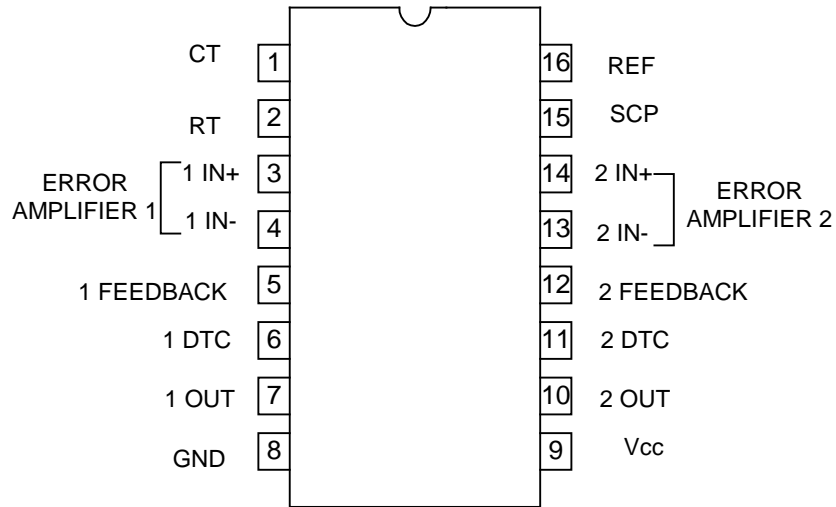 CT 1 16 REF
RT 2 15 SCP
ERROR AMPLIFIER 1 1 IN+ 3 14 2 IN+ ERROR AMPLIFIER 2
1 IN- 4 13 2 IN-
1 FEEDBACK 5 12 2 FEEDBACK
1 DTC 6 11 2 DTC
1 OUT 7 10 2 OUT
GND 8 9 Vcc